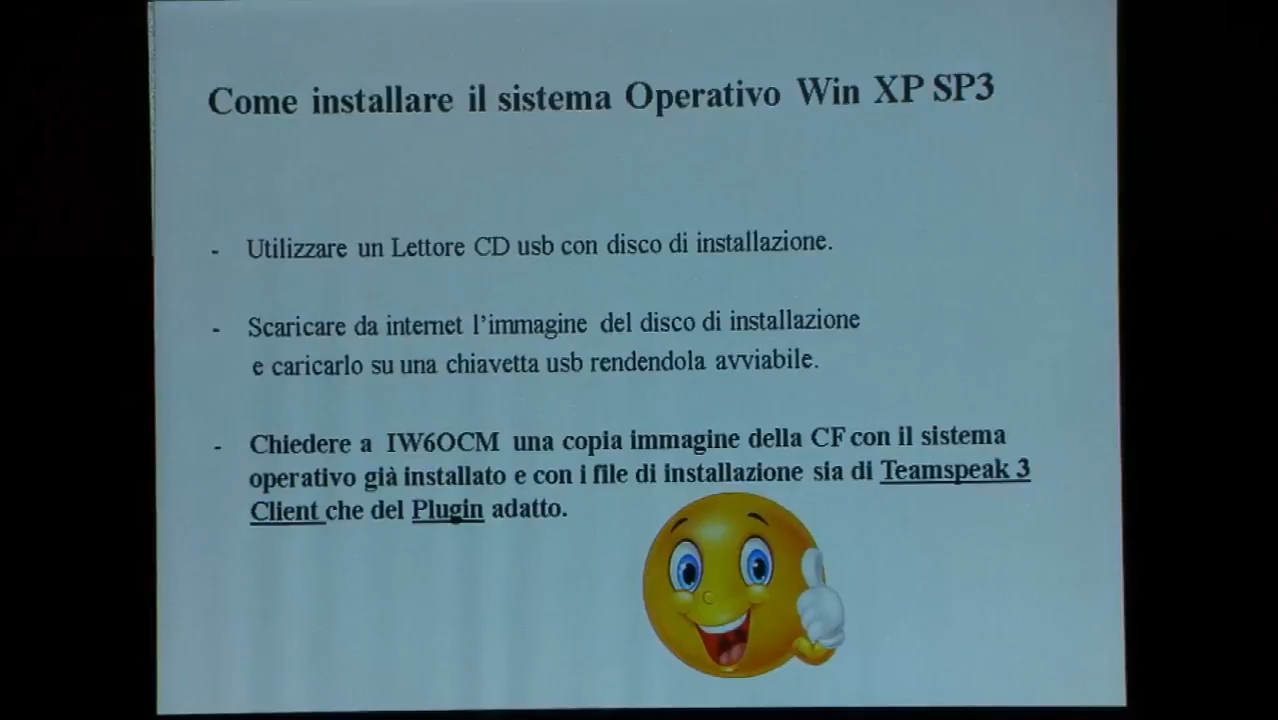 Come installare il sistema Operativo Win XP SP3
- Utilizzare un Lettore CD usb con disco di installazione.
- Scaricare da internet l’immagine del disco di installazione
e caricarlo su una chiavetta usb rendendola avviabile.
- Chiedere a IW6OCM una copia immagine della CF con il sistema
operativo già installato e con i file di installazione sia di Teamspeak 3
Client che del Plugin adatto.